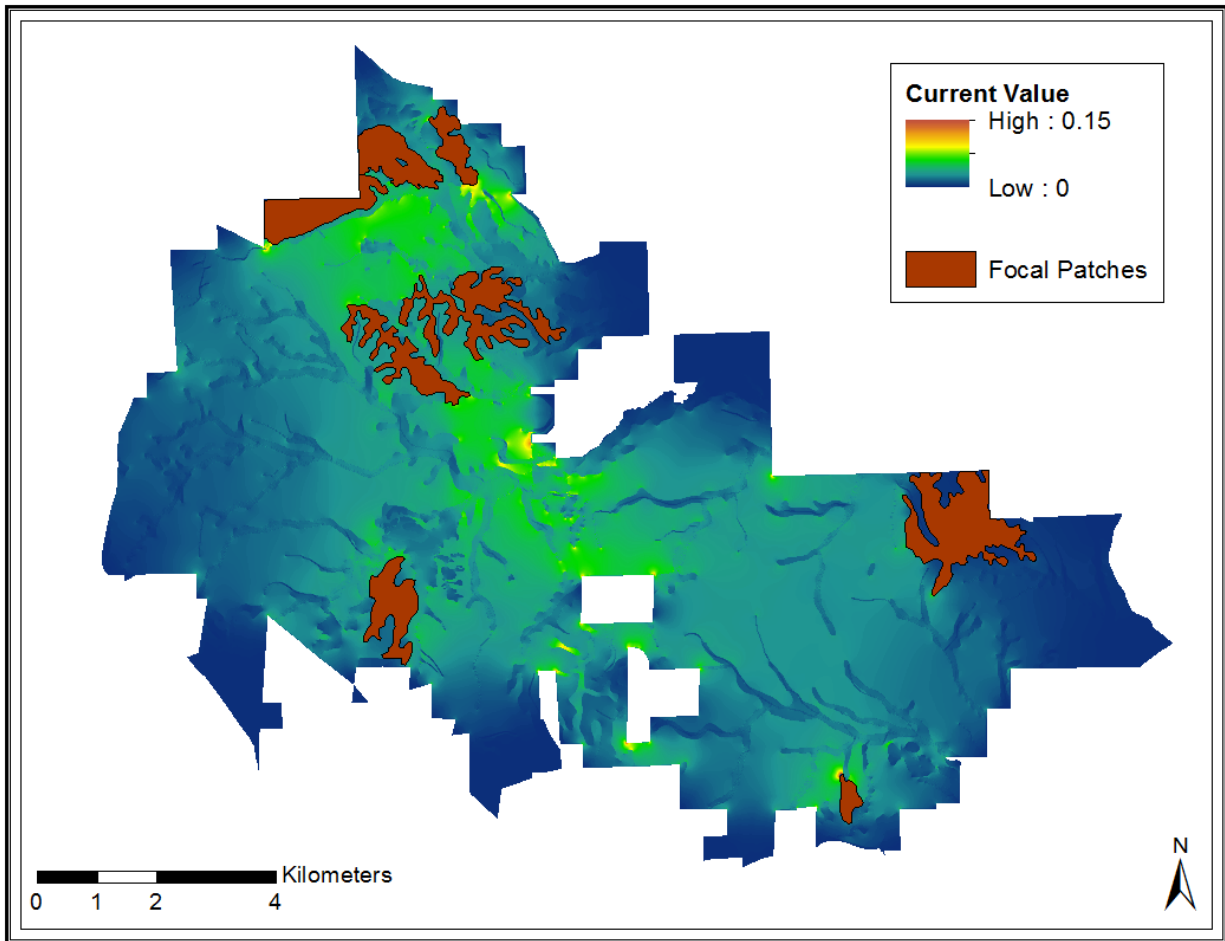 Current Value
High : 0.15
Low : 0
Focal Patches
Kilometers
0 1 2 4
N